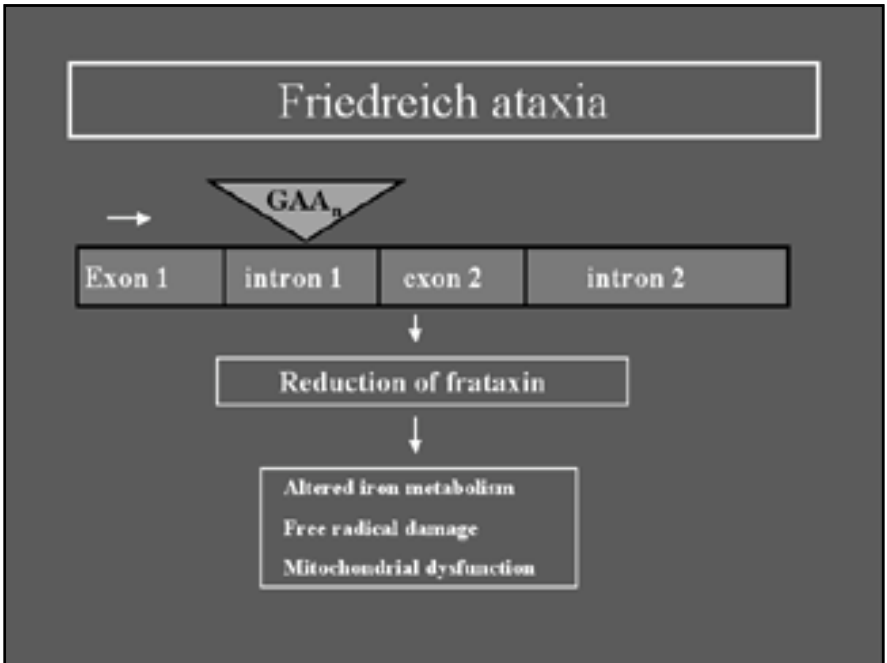 Friedreich ataxia
GAAn
Exon 1 intron 1 exon 2 intron 2
Reduction of frataxin
Altered iron metabolism
Free radical damage
Mitochondrial dysfunction